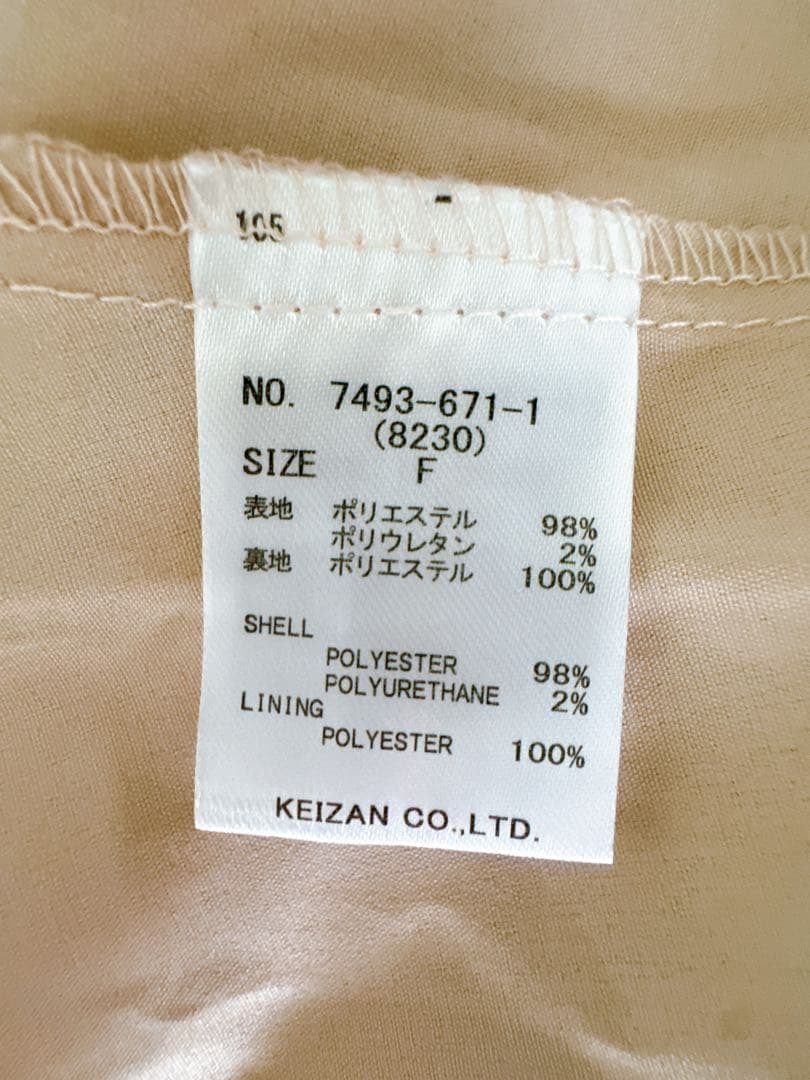 105
NO. 7493-671-1
(8230)
SIZE F
表地 ポリエステル 98%
ポリウレタン 2%
裏地 ポリエステル 100%
SHELL
POLYESTER 98%
POLYURETHANE 2%
LINING
POLYESTER 100%
KEIZAN CO.,LTD.